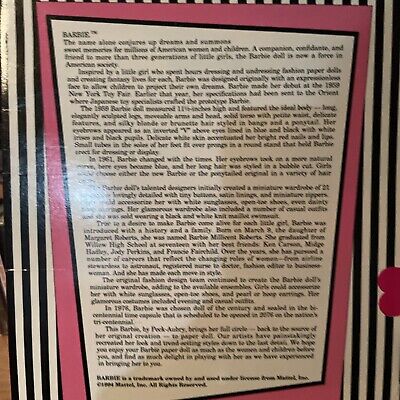 BARBIE.™
The name alone conjures up dreams and summons
sweet memories for millions of American women and children. A companion, confidante, and
friend to more than three generations of little girls, the Barbie doll is now a force in
American society.
Inspired by a little girl who spent hours dressing and undressing fashion paper dolls
and creating fantasy lives for each, Barbie was designed originally with an expressionless
face to allow children to project their own dreams. Barbie made her debut at the 1959
New York Toy Fair. Earlier that year, her specifications had been sent to the Orient
where Japanese toy specialists crafted the prototype Barbie.
The 1959 Barbie doll measured 11½-inches high and featured the ideal body — long,
elegantly sculpted legs, moveable arms and head, solid torso with petite waist, delicate
features, and silky blonde or brunette hair styled in bangs and a ponytail. Her
eyebrows appeared as an inverted "V" above eyes lined in blue and black with white
irises and black pupils. Delicate white skin accentuated her bright red nails and lips.
Small tubes in the soles of her feet fit over prongs in a round stand that held Barbie
erect for dressing or display.
In 1961, Barbie changed with the times. Her eyebrows took on a more natural
hers, eyes became blue, and her long hair was styled in a bubble cut. Girls
could choose either the new Barbie or the ponytailed original in a variety of hair
Barbie doll's talented designers initially created a miniature wardrobe of 21
lovingly detailed with tiny buttons, satin linings, and miniature zippers.
could add accessorize her with white sunglasses, open-toe shoes, even dainty
earrings. Her glamorous wardrobe also included a number of casual outfits
and she was sold wearing a black and white knit maillot swimsuit.
True to a desire to make Barbie come alive for each little girl, Barbie was
introduced with a history and a family. Born on March 9, the daughter of
Margaret Roberts, she was named Barbie Millicent Roberts. She graduated from
Willow High School at seventeen with her best friends: Ken Carson, Midge
Hadley, Jody Perkins, and Francie Fairchild. Over the years, she has pursued a
number of careers that reflect the changing roles of women—from airline
stewardess to astronaut, registered nurse to doctor, fashion editor to business-
woman. And she has made each move in style.
The original fashion design team continued to create the Barbie doll's
miniature wardrobe, adding to the available ensembles. Girls could accessorize
her with white sunglasses, open-toe shoes, and pearl or hoop earrings. Her
glamorous costumes included evening and casual outfits.
In 1976, Barbie was chosen doll of the century and sealed in the bi-
centennial time capsule that is scheduled to be opened in 2076 on the nation's
tri-centennial.
This Barbie, by Peck-Aubry, brings her full circle — back to the source of
her original creation — to paper doll. Our artists have painstakingly
recreated her look and trend-setting styles down to the last detail. We hope
you enjoy your Barbie paper doll as much as the women and children before
you, and find as much delight in playing with her as we have experienced
in bringing her to you.
BARBIE is a trademark owned by and used under license from Mattel, Inc.
©1994 Mattel, Inc. All Rights Reserved.